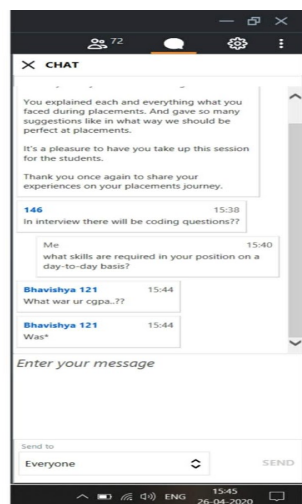 72
CHAT
You explained each and everything what you
faced during placements. And gave so many
suggestions like in what way we should be
perfect at placements.
It's a pleasure to have you take up this session
for the students.
Thank you once again to share your
experiences on your placements journey.
146 15:38
In interview there will be coding questions??
Me 15:40
what skills are required in your position on a
day-to-day basis?
Bhavishya 121 15:44
What war ur cgpa..??
Bhavishya 121 15:44
Was*
Enter your message
Send to
Everyone SEND
ENG 15:45
26-04-2020